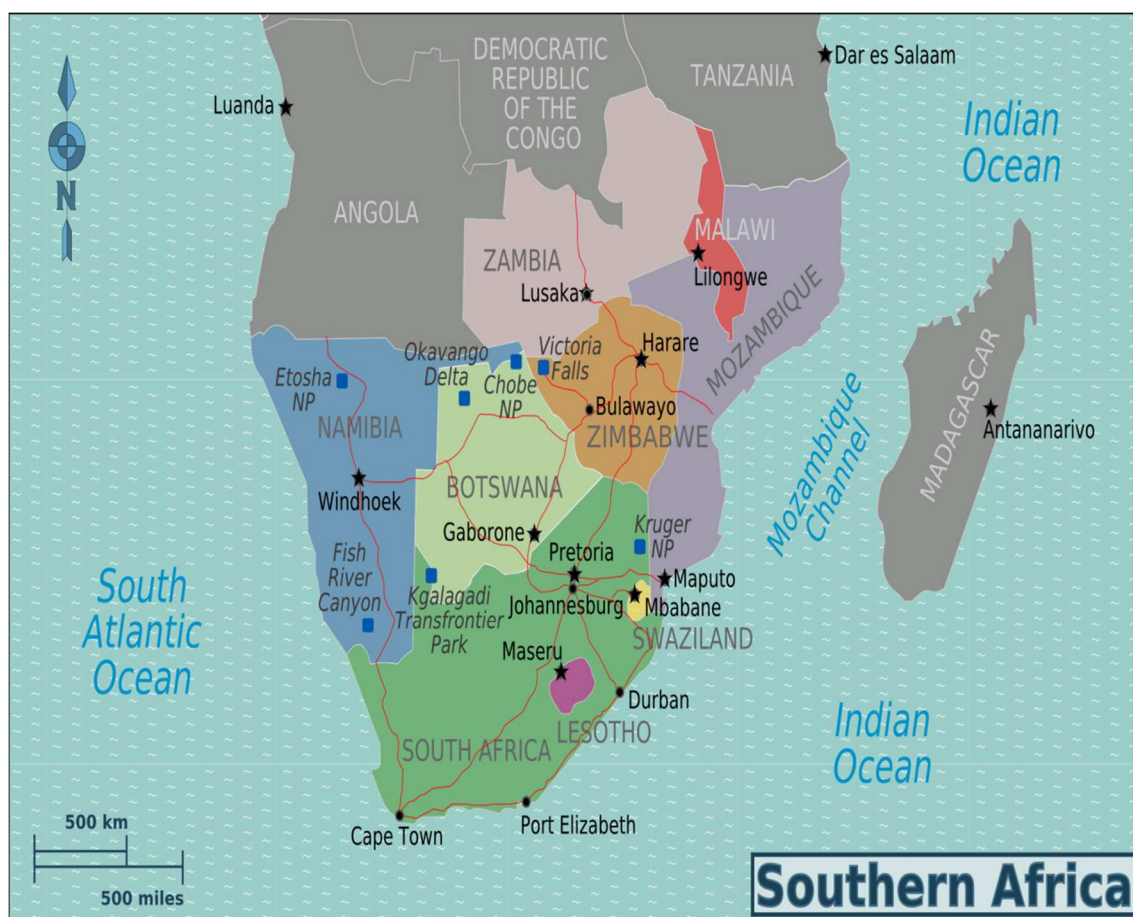 DEMOCRATIC
REPUBLIC
OF THE
CONGO
TANZANIA
Dar es Salaam
Luanda
Indian
Ocean
N
ANGOLA
MALAWI
ZAMBIA
Lilongwe
Lusaka
MOZAMBIQUE
Harare
Victoria
Falls
Okavango
Delta
Chobe
NP
Etosha
NP
Bulawayo
NAMIBIA
ZIMBABWE
MADAGASCAR
Antananarivo
Mozambique
Channel
BOTSWANA
Windhoek
Gaborone
Kruger
NP
Pretoria
Fish
River
Canyon
Maputo
Kgalagadi
Transfrontier
Park
Johannesburg
Mbabane
South
Atlantic
Ocean
SWAZILAND
Maseru
Durban
LESOTHO
SOUTH AFRICA
Indian
Ocean
Port Elizabeth
Cape Town
500 km
500 miles
Southern Africa